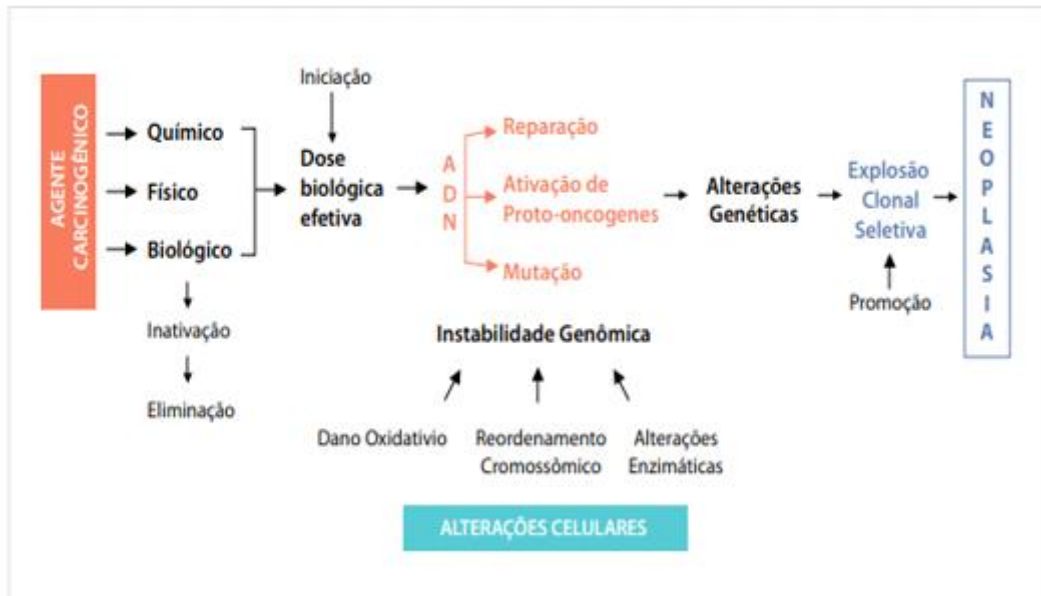 AGENTE
CARCINOGÊNICO
Químico
Físico
Biológico
Inativação
Eliminação
Iniciação
Dose
biológica
efetiva
A
D
N
Reparação
Ativação de
Proto-oncogenes
Mutação
Alterações
Genéticas
Explosão
Clonal
Seletiva
Promoção
N
E
O
P
L
A
S
I
A
Instabilidade Genômica
Dano Oxidatívio
Reordenamento
Cromossômico
Alterações
Enzimáticas
ALTERAÇÕES CELULARES